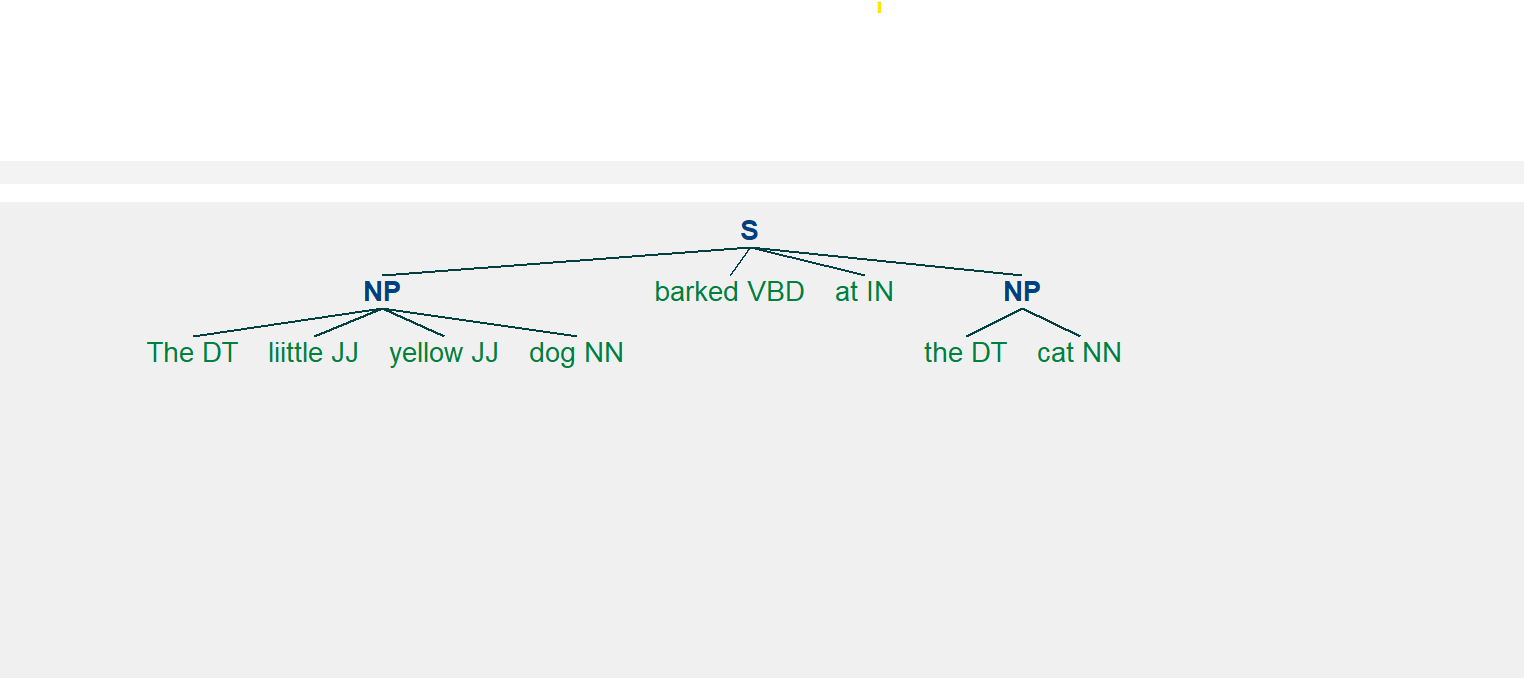 S
NP barked VBD at IN NP
The DT liittle JJ yellow JJ dog NN the DT cat NN